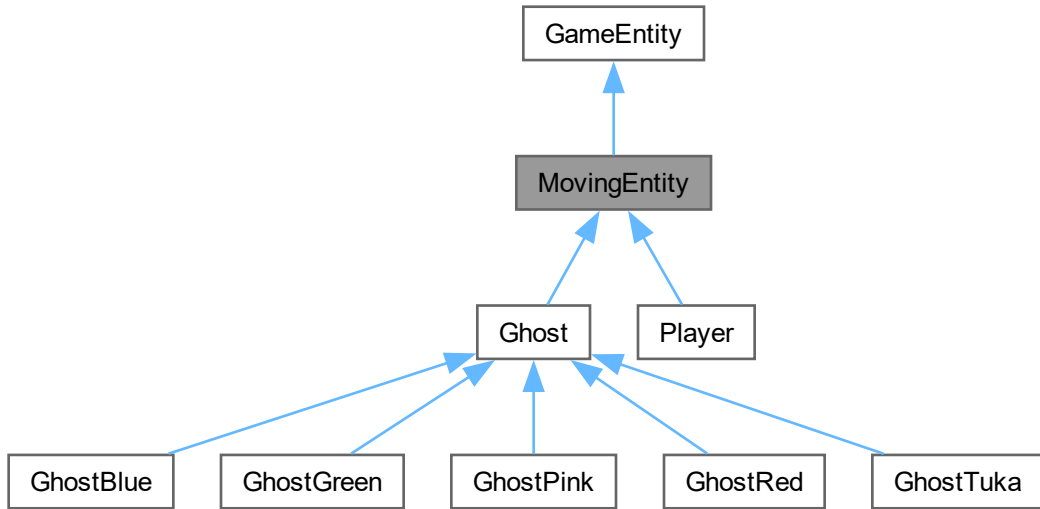 GameEntity
MovingEntity
Ghost
Player
GhostBlue
GhostGreen
GhostPink
GhostRed
GhostTuka